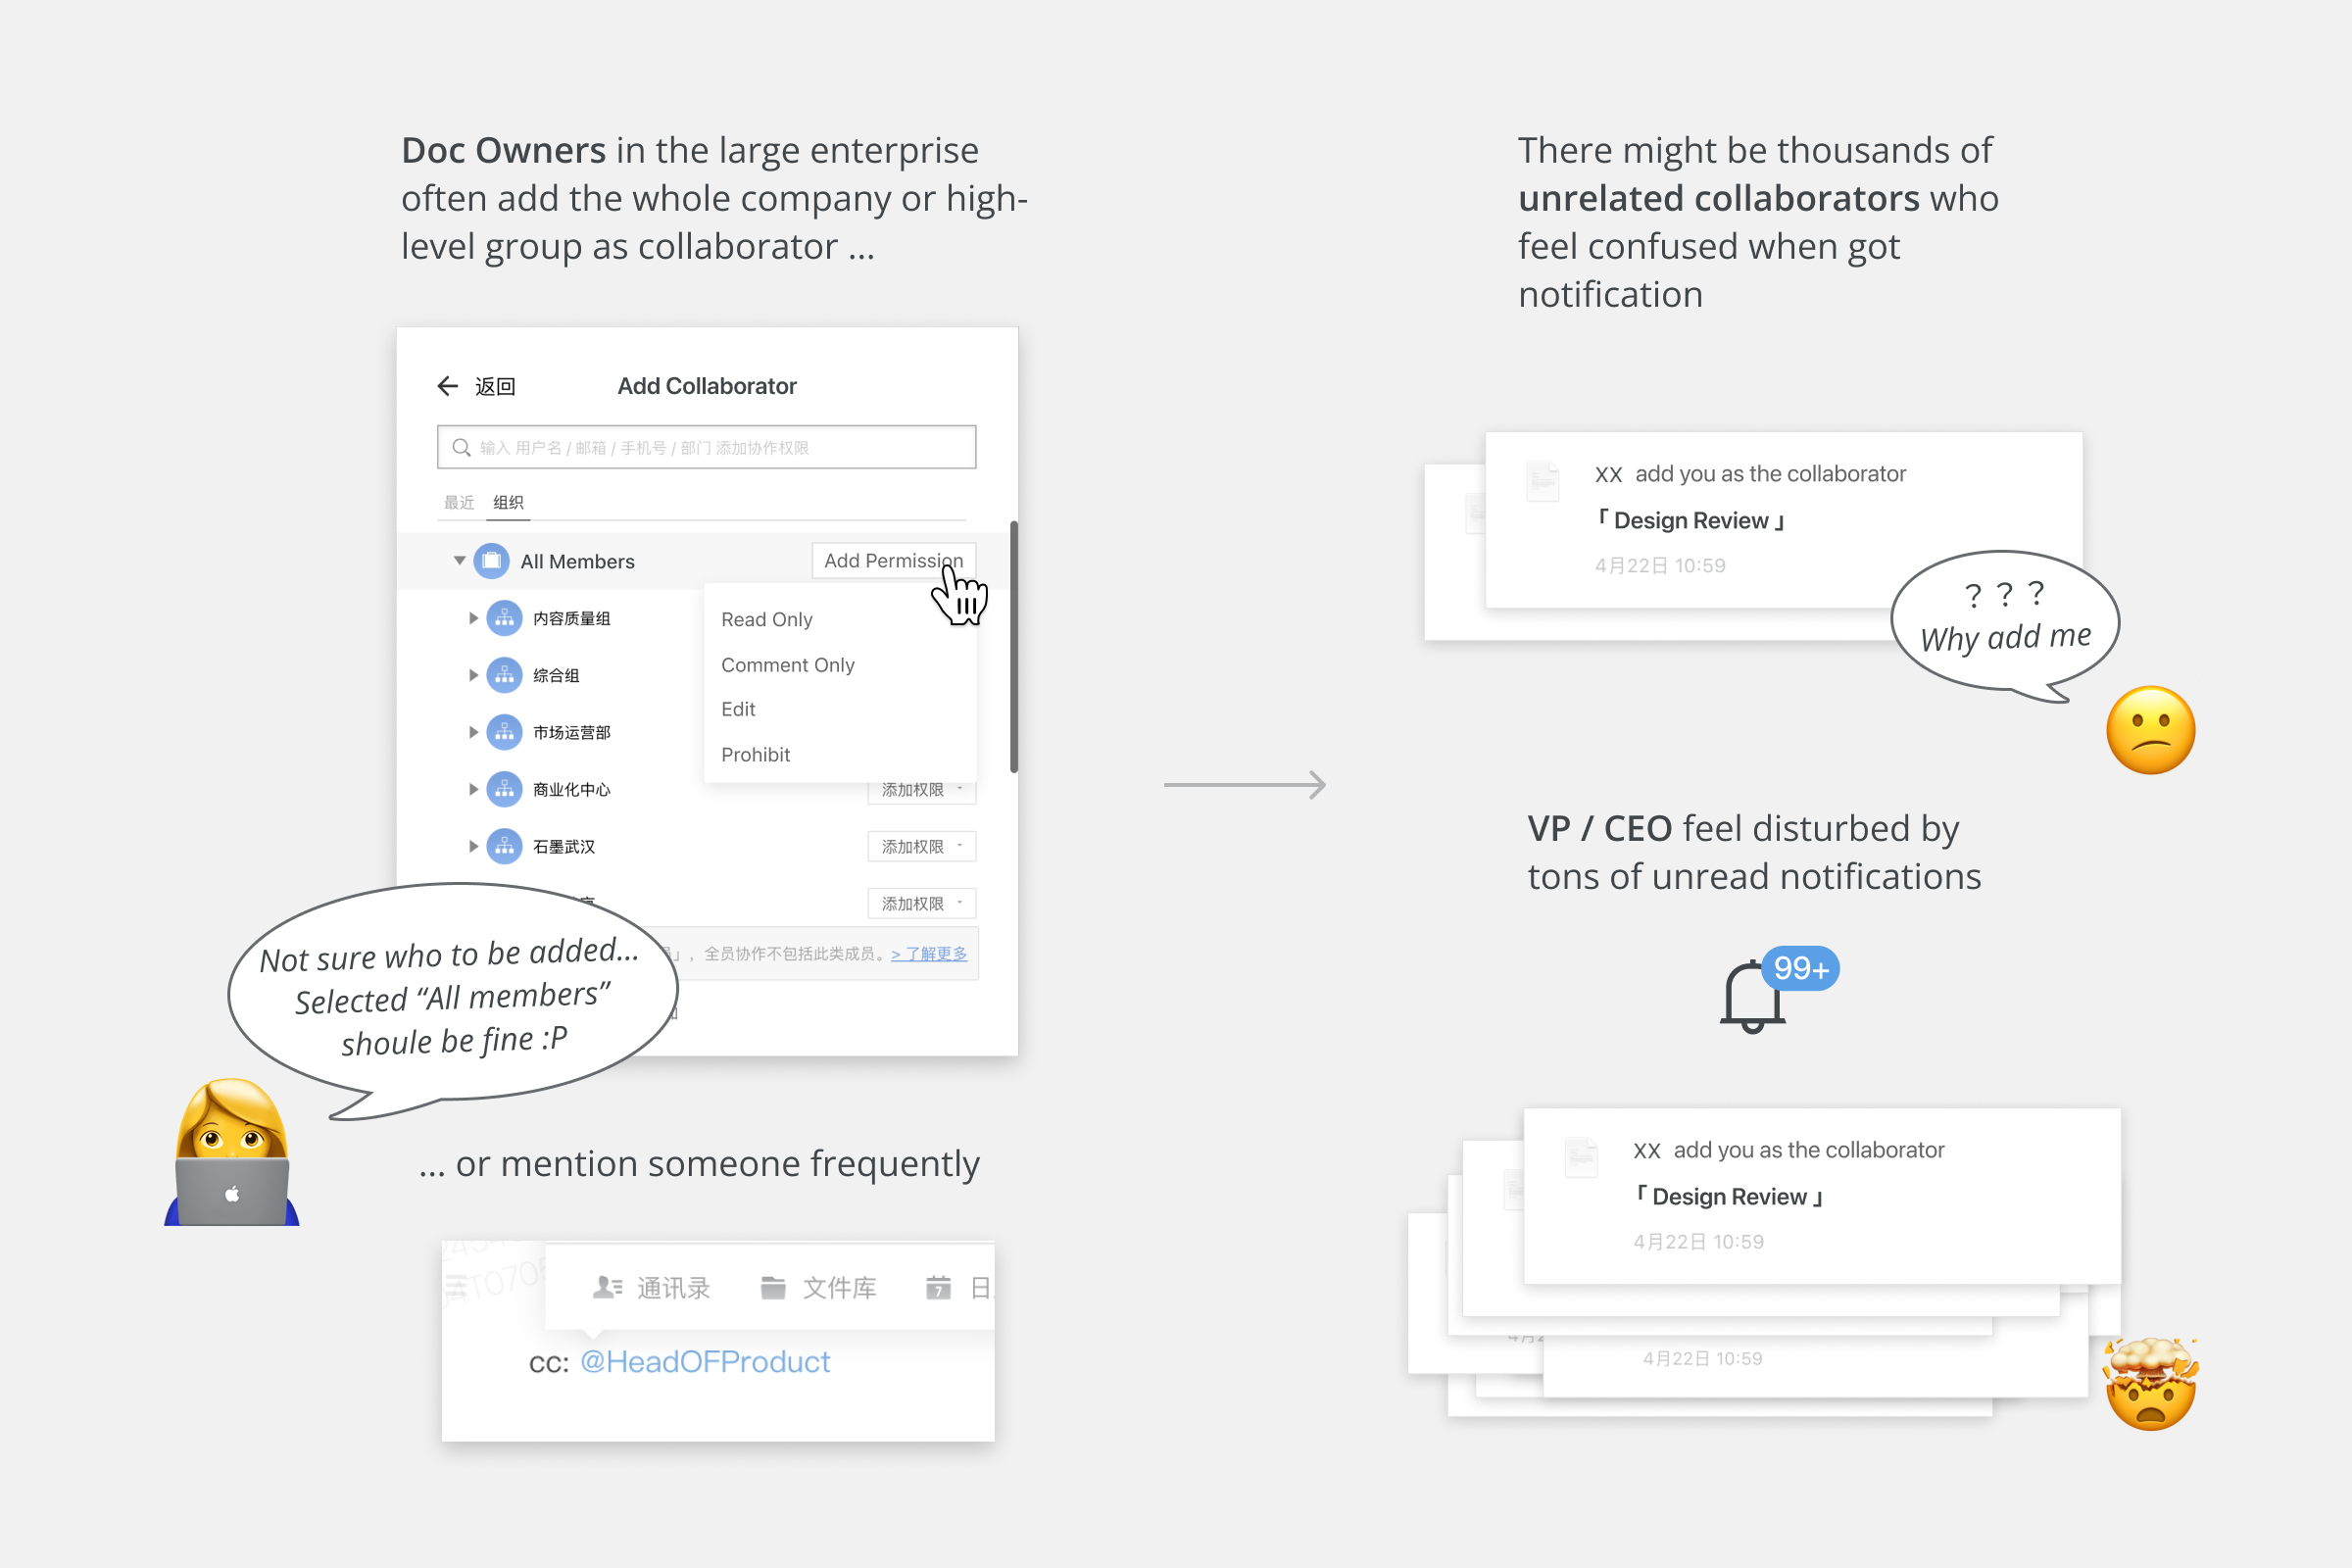 Doc Owners in the large enterprise
often add the whole company or high-
level group as collaborator ...
返回
Add Collaborator
输入 用户名 / 邮箱 / 手机号 / 部门 添加协作权限
最近 组织
All Members
Add Permission
内容质量组
综合组
市场运营部
商业化中心
石墨武汉
Read Only
Comment Only
Edit
Prohibit
添加权限
添加权限
添加权限
」，全员协作不包括此类成员。> 了解更多
Not sure who to be added...
Selected “All members”
shoule be fine :P
... or mention someone frequently
通讯录 文件库 7 日
cc: @HeadOFProduct
There might be thousands of
unrelated collaborators who
feel confused when got
notification
XX add you as the collaborator
「 Design Review 」
4月22日 10:59
? ? ?
Why add me
VP / CEO feel disturbed by
tons of unread notifications
99+
XX add you as the collaborator
「 Design Review 」
4月22日 10:59
4月22日 10:59